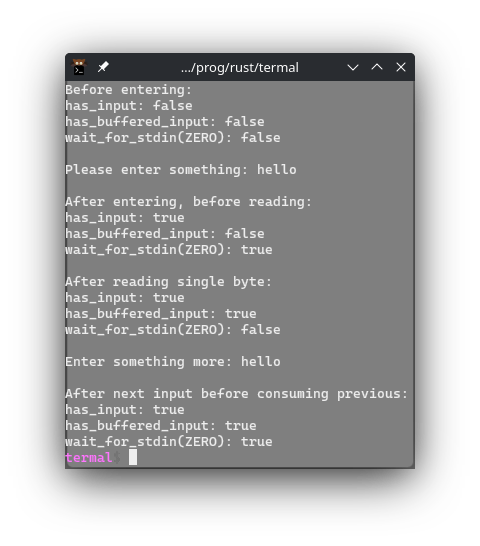 .../prog/rust/termal
Before entering:
has_input: false
has_buffered_input: false
wait_for_stdin(ZERO): false
Please enter something: hello
After entering, before reading:
has_input: true
has_buffered_input: false
wait_for_stdin(ZERO): true
After reading single byte:
has_input: true
has_buffered_input: true
wait_for_stdin(ZERO): false
Enter something more: hello
After next input before consuming previous:
has_input: true
has_buffered_input: true
wait_for_stdin(ZERO): true
termal$